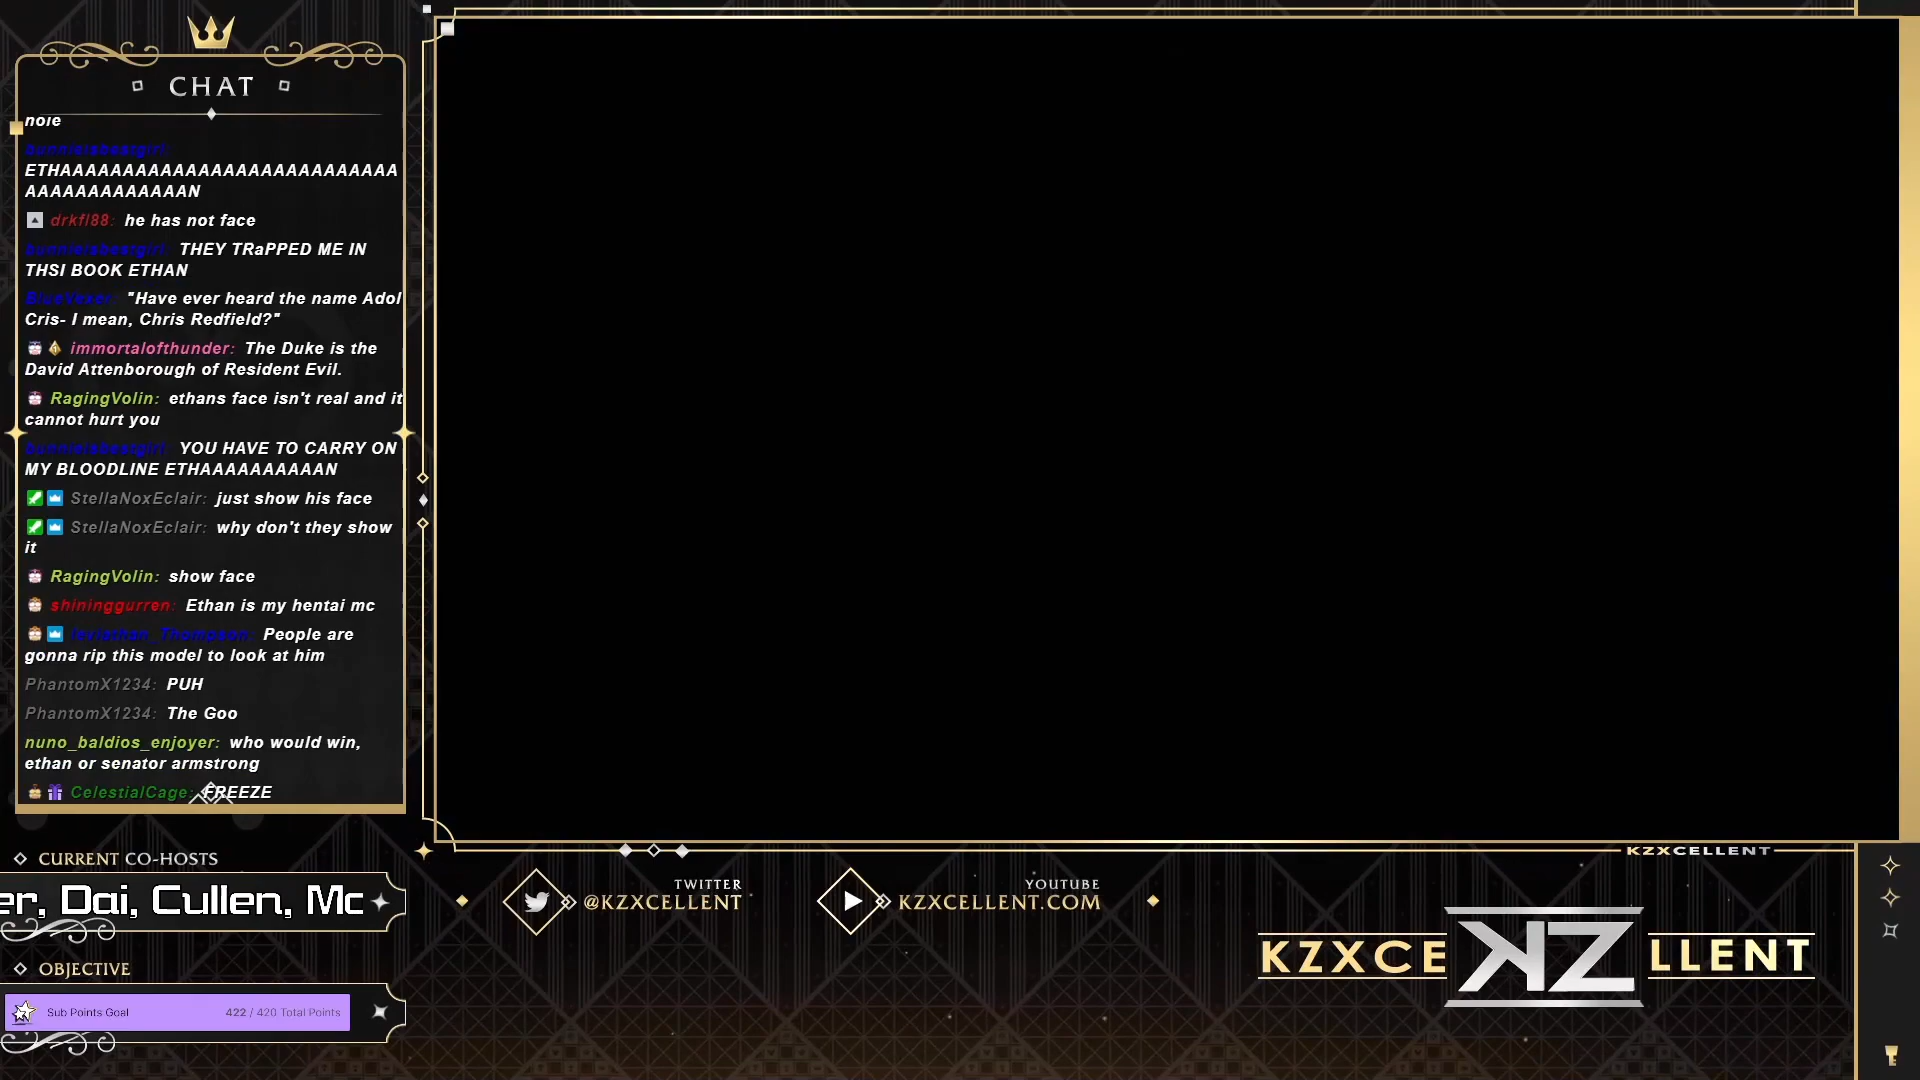 CHAT
noie
bunnieisbestgirl:
ETHAAAAAAAAAAAAAAAAAAAAAAAAAAA
AAAAAAAAAAAAAN
drkfl88: he has not face
bunnieisbestgirl: THEY TRaPPED ME IN
THSI BOOK ETHAN
"Have ever heard the name Adol
Cris- I mean, Chris Redfield?"
immortalofthunder: The Duke is the
David Attenborough of Resident Evil.
RagingVolin: ethans face isn't real and it
cannot hurt you
bunnieisbestgirl: YOU HAVE TO CARRY ON
MY BLOODLINE ETHAAAAAAAAAAN
StellaNoxEclair: just show his face
StellaNoxEclair: why don't they show
it
RagingVolin: show face
shininggurren: Ethan is my hentai mc
leviathan_Thompson: People are
gonna rip this model to look at him
PhantomX1234: PUH
PhantomX1234: The Goo
nuno_baldios_enjoyer: who would win,
ethan or senator armstrong
CelestialCage: FREEZE
CURRENT CO-HOSTS
er, Dai, Cullen, Mc
OBJECTIVE
Sub Points Goal 422 / 420 Total Points
TWITTER
@KZXCELLENT
YOUTUBE
KZXCELLENT.COM
KZXCELLENT
KZXCE KZ LLENT